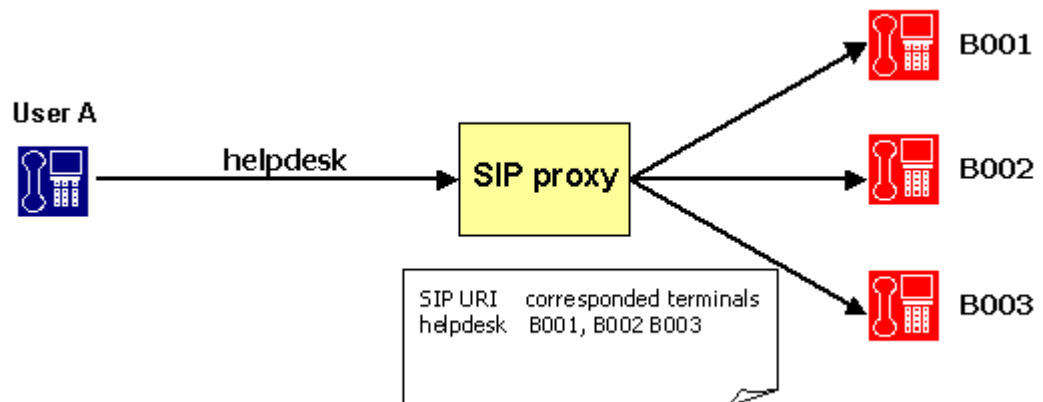 B001
User A
helpdesk
SIP proxy
B002
SIP URI corresponded terminals
helpdesk B001, B002 B003
B003